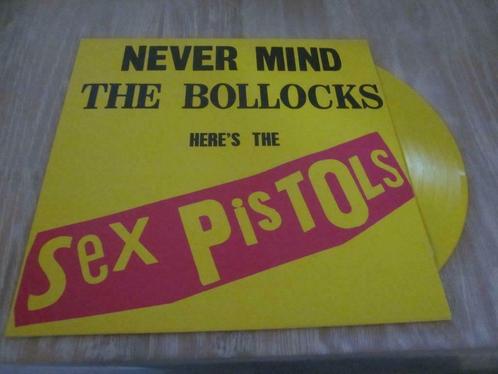 NEVER MIND
THE BOLLOCKS
HERE'S THE
Sex PiSTOLs